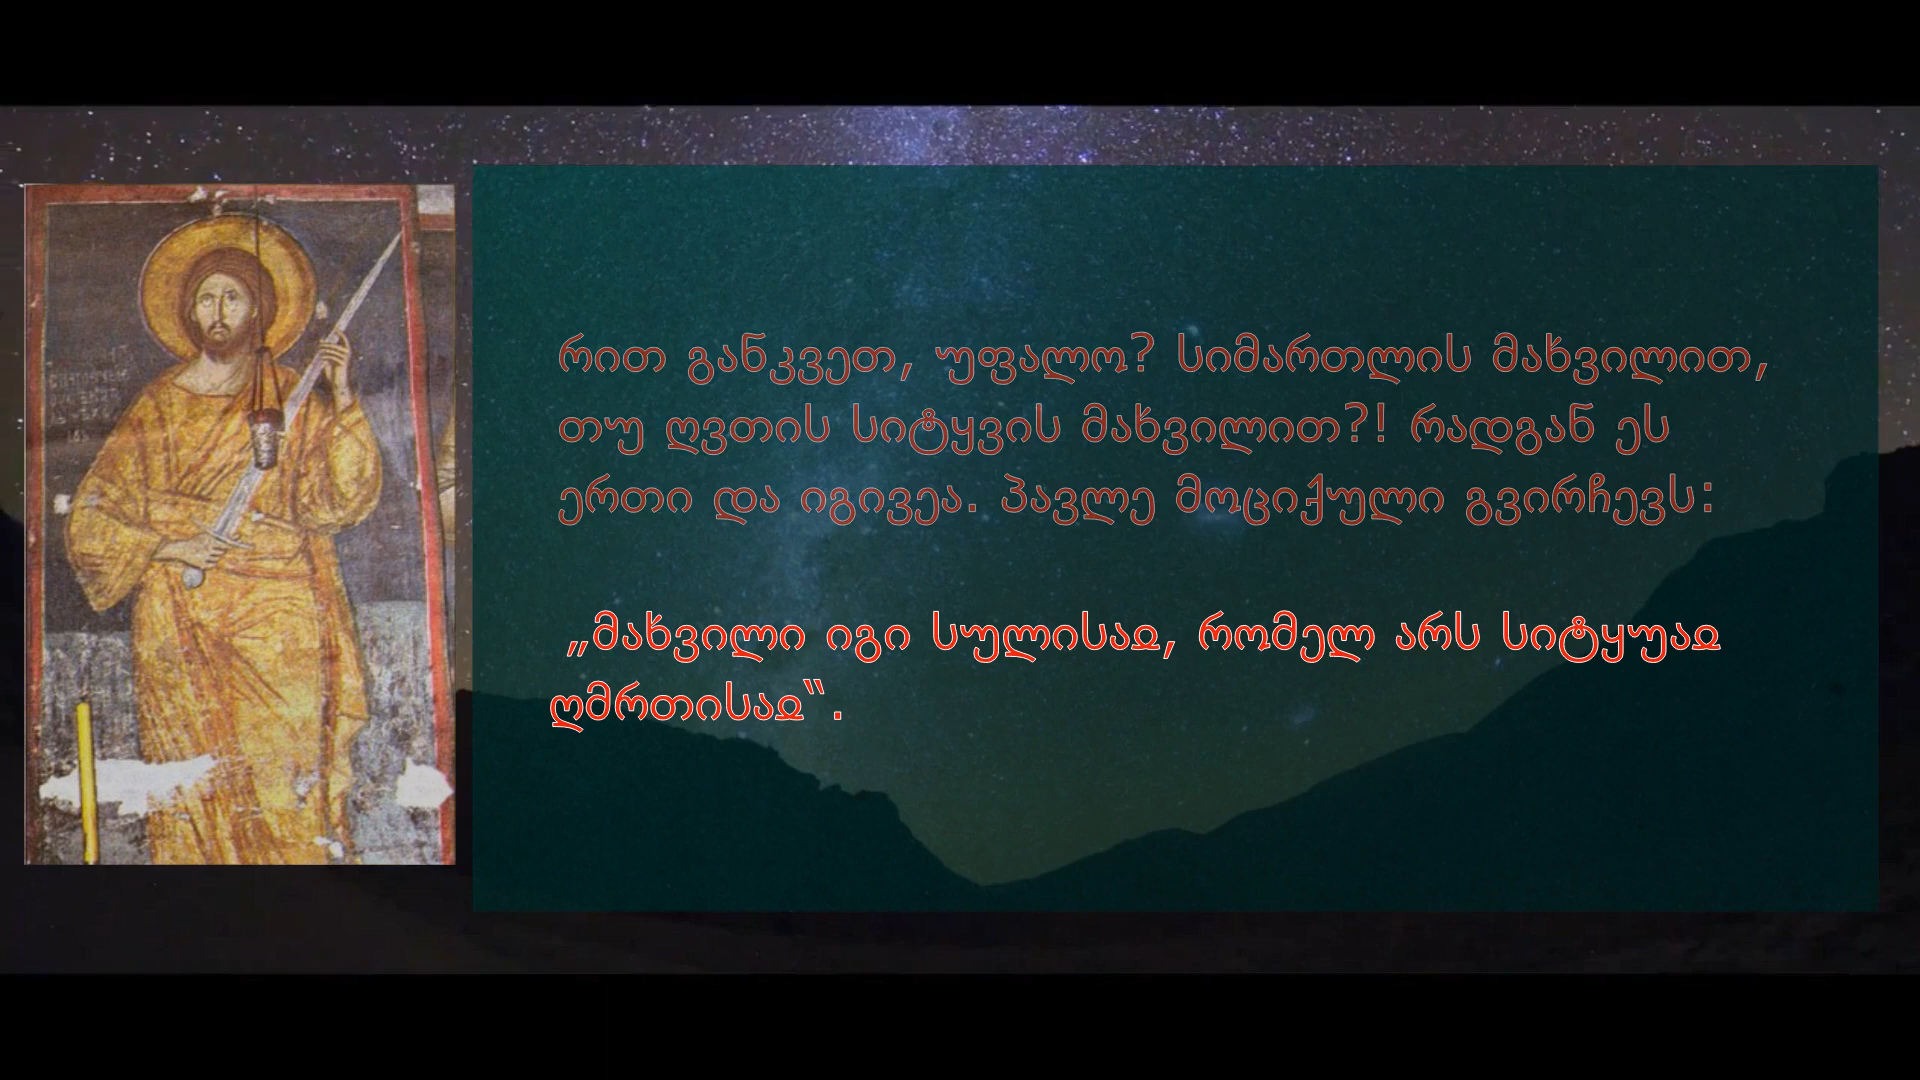 რით განკვეთ, უფალო? სიმართლის მახვილით,
თუ ღვთის სიტყვის მახვილით?! რადგან ეს
ერთი და იგივეა. პავლე მოციქული გვირჩევს:
„მახვილი იგი სულისაჲ, რომელ არს სიტყუაჲ
ღმრთისაჲ“.